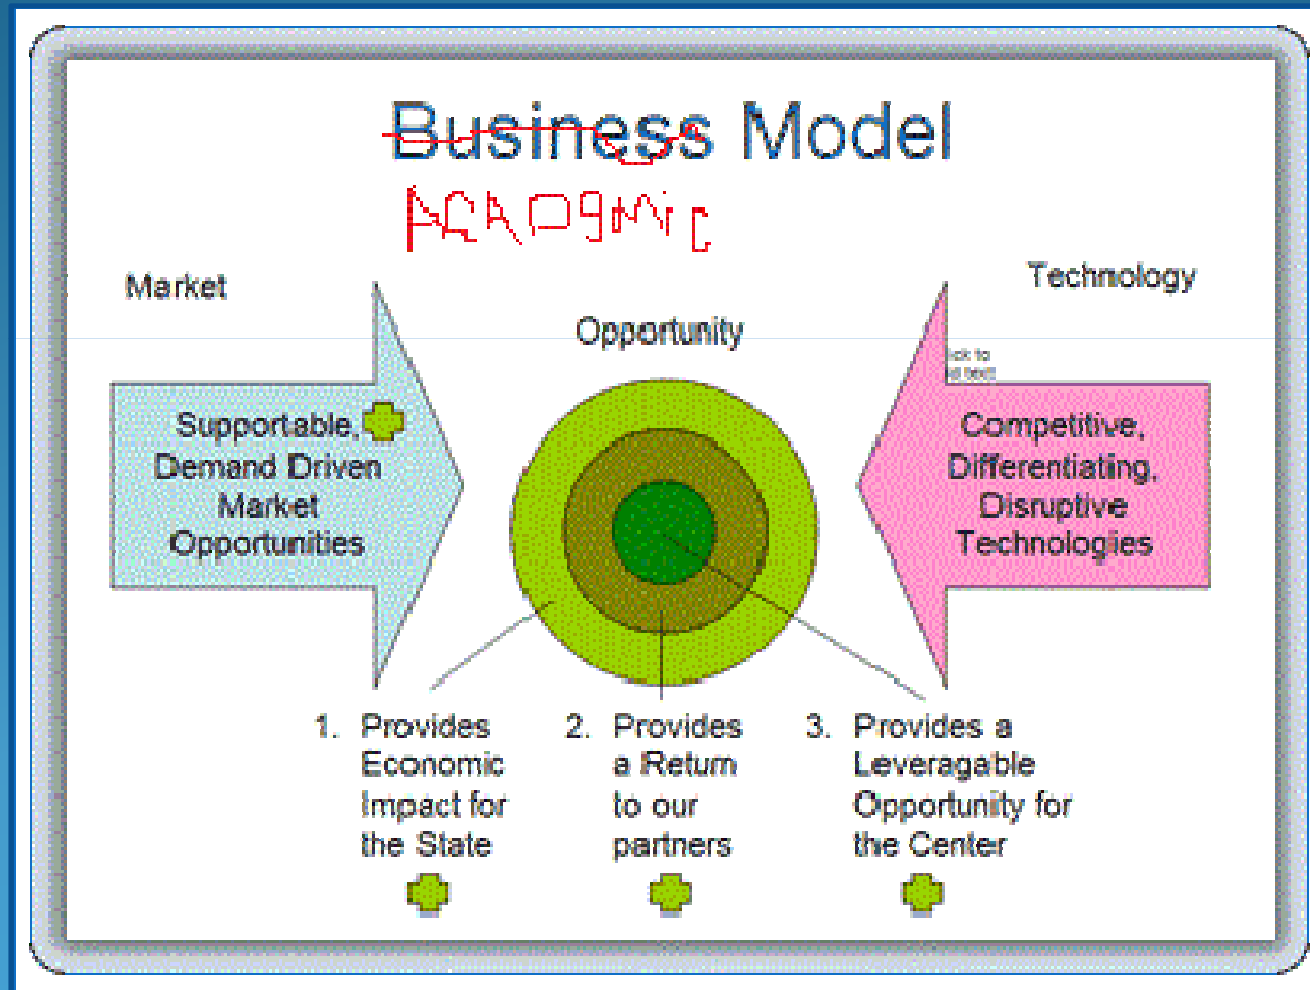 Business Model
ACADemic
Market
Technology
Opportunity
Supportable,
Demand Driven
Market
Opportunities
Competitive,
Differentiating,
Disruptive
Technologies
1. Provides
Economic
Impact for
the State
2. Provides
a Return
to our
partners
3. Provides a
Leveragable
Opportunity for
the Center